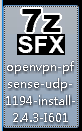 7z
SFX
openvpn-pf
sense-udp-
1194-install-
2.4.3-I601